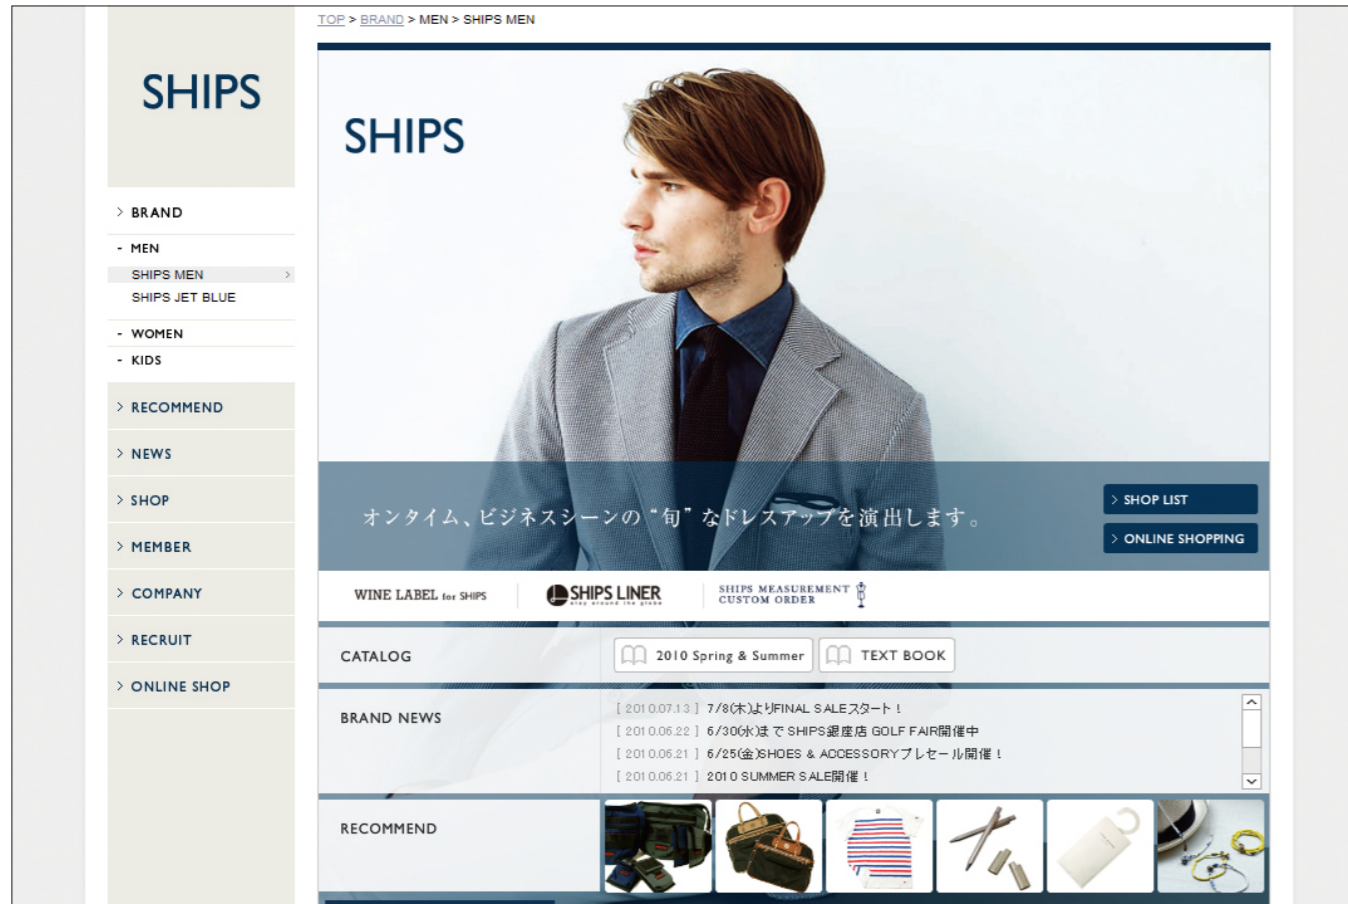 TOP > BRAND > MEN > SHIPS MEN
SHIPS
> BRAND
- MEN
SHIPS MEN >
SHIPS JET BLUE
- WOMEN
- KIDS
> RECOMMEND
> NEWS
> SHOP
> MEMBER
> COMPANY
> RECRUIT
> ONLINE SHOP
SHIPS
オンタイム、ビジネスシーンの“旬”なドレスアップを演出します。
> SHOP LIST
> ONLINE SHOPPING
WINE LABEL for SHIPS
SHIPS LINER
stay around the globe
SHIPS MEASUREMENT
CUSTOM ORDER
CATALOG
2010 Spring & Summer
TEXT BOOK
BRAND NEWS
[ 2010.07.13 ] 7/8(木)よりFINAL SALEスタート！
[ 2010.06.22 ] 6/30(水)まで SHIPS銀座店 GOLF FAIR開催中
[ 2010.06.21 ] 6/25(金)SHOES & ACCESSORYプレセール開催！
[ 2010.06.21 ] 2010 SUMMER SALE開催！
RECOMMEND